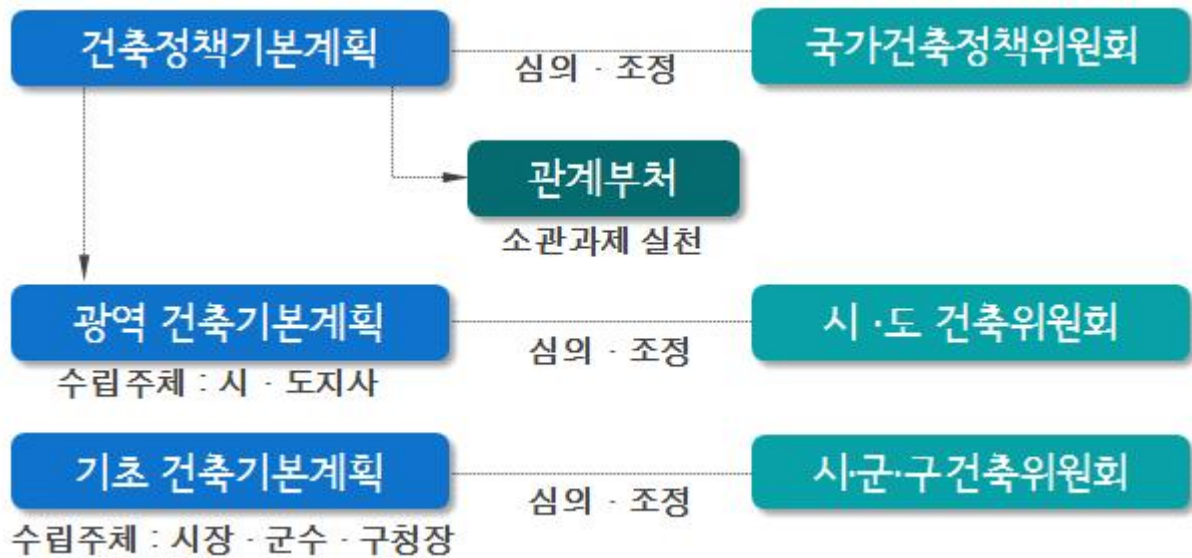 건축정책기본계획
심의 · 조정
국가건축정책위원회
관계부처
소관과제 실천
광역 건축기본계획
심의 · 조정
시 ·도 건축위원회
수립주체 : 시 · 도지사
기초 건축기본계획
심의 · 조정
시·군·구건축위원회
수립주체 : 시장 · 군수 · 구청장